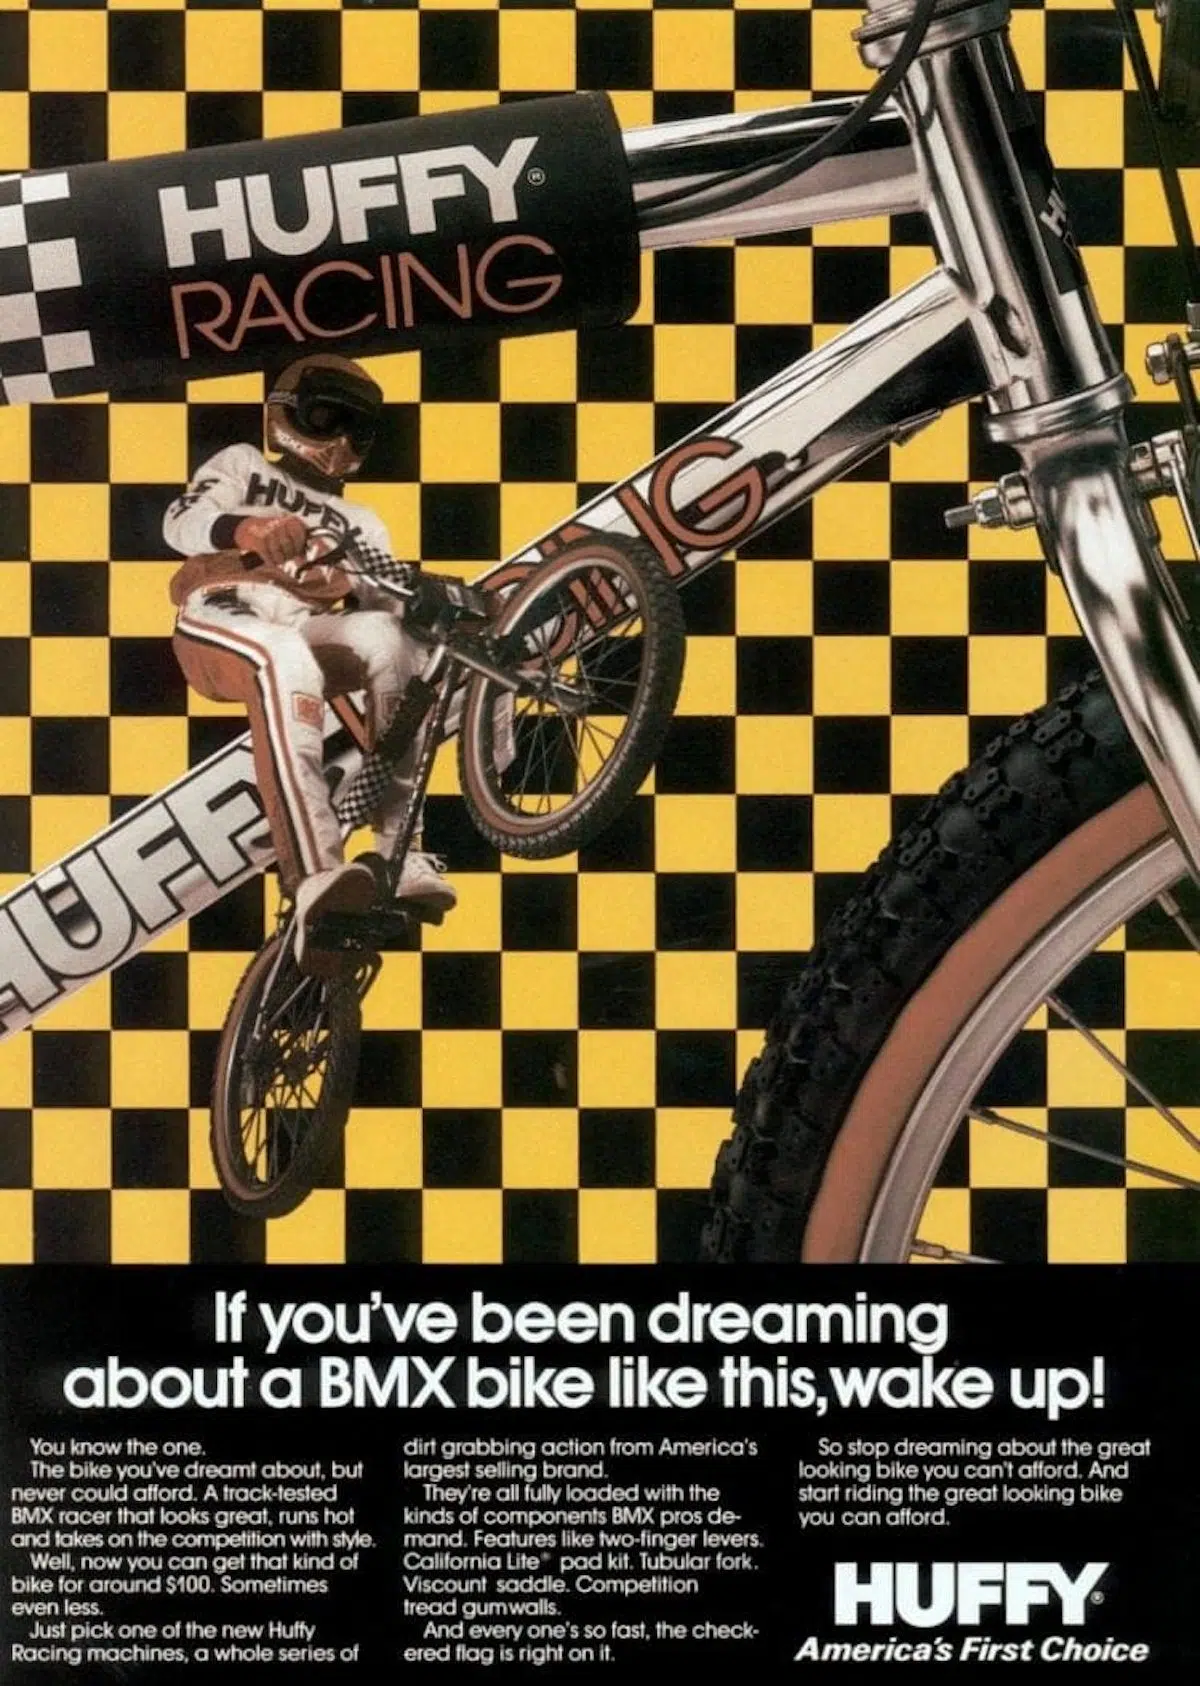 HUFFY®
RACING
HUFFY
HUFFY
If you've been dreaming
about a BMX bike like this, wake up!
You know the one.
The bike you've dreamt about, but
never could afford. A track-tested
BMX racer that looks great, runs hot
and takes on the competition with style.
Well, now you can get that kind of
bike for around $100. Sometimes
even less.
Just pick one of the new Huffy
Racing machines, a whole series of
dirt grabbing action from America's
largest selling brand.
They're all fully loaded with the
kinds of components BMX pros de-
mand. Features like two-finger levers.
California Lite® pad kit. Tubular fork.
Viscount saddle. Competition
tread gumwalls.
And every one's so fast, the check-
ered flag is right on it.
So stop dreaming about the great
looking bike you can't afford. And
start riding the great looking bike
you can afford.
HUFFY®
America's First Choice